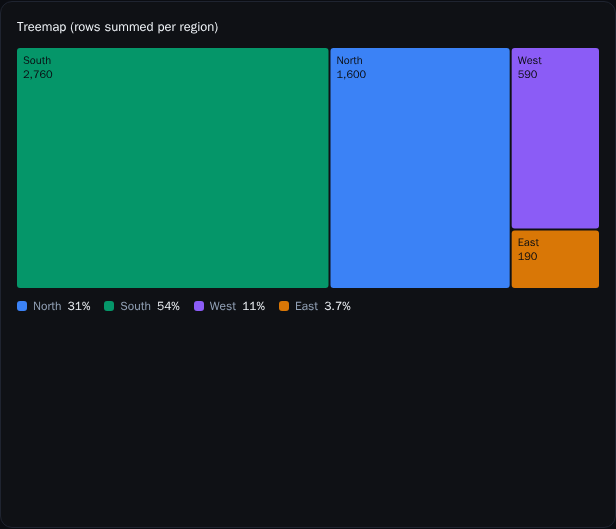 Treemap (rows summed per region)
South
2,760
North
1,600
West
590
East
190
North 31% South 54% West 11% East 3.7%